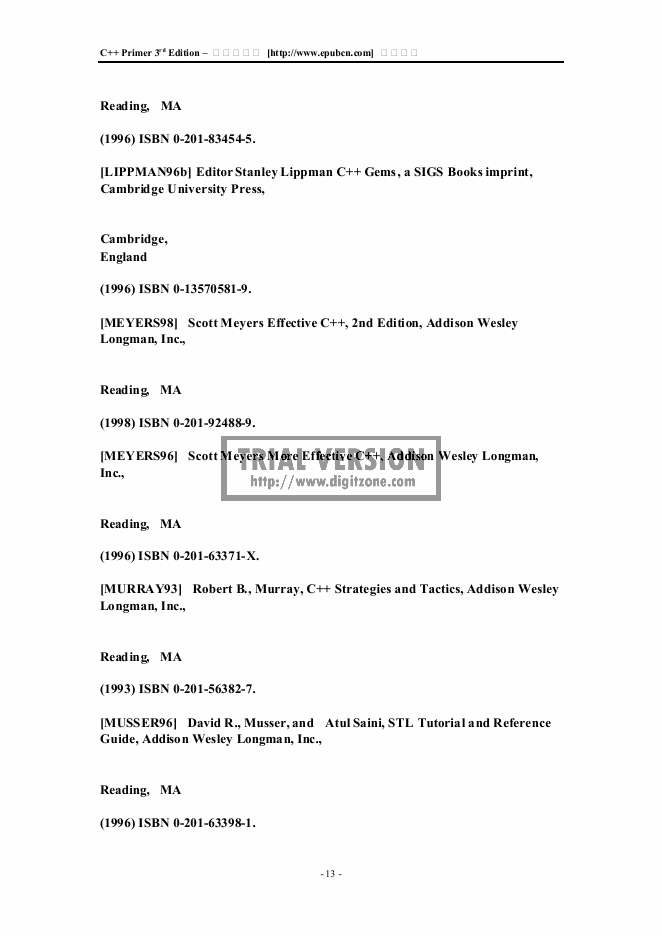 C++ Primer 3rd Edition – □ □ □ □ □ [http://www.epubcn.com] □ □ □ □
Reading, MA
(1996) ISBN 0-201-83454-5.
[LIPPMAN96b] Editor Stanley Lippman C++ Gems, a SIGS Books imprint,
Cambridge University Press,
Cambridge,
England
(1996) ISBN 0-13570581-9.
[MEYERS98] Scott Meyers Effective C++, 2nd Edition, Addison Wesley
Longman, Inc.,
Reading, MA
(1998) ISBN 0-201-92488-9.
[MEYERS96] Scott Meyers More Effective C++, Addison Wesley Longman,
Inc.,
TRIAL VERSION
http://www.digitzone.com
Reading, MA
(1996) ISBN 0-201-63371-X.
[MURRAY93] Robert B., Murray, C++ Strategies and Tactics, Addison Wesley
Longman, Inc.,
Reading, MA
(1993) ISBN 0-201-56382-7.
[MUSSER96] David R., Musser, and Atul Saini, STL Tutorial and Reference
Guide, Addison Wesley Longman, Inc.,
Reading, MA
(1996) ISBN 0-201-63398-1.
- 13 -